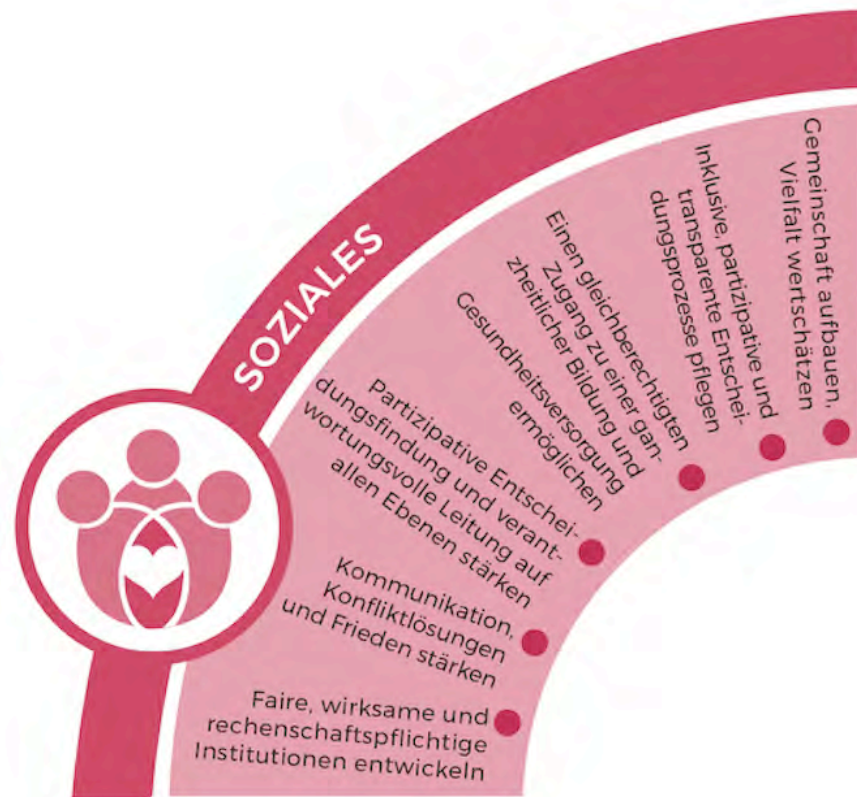 SOZIALES
Gemeinschaft aufbauen,
Vielfalt wertschätzen
Inklusive, partizipative und
transparente Entschei-
dungsprozesse pflegen
Einen gleichberechtigten
Zugang zu einer gan-
zheitlicher Bildung und
Gesundheitsversorgung
ermöglichen
Partizipative Entschei-
dungsfindung und verant-
wortungsvolle Leitung auf
allen Ebenen stärken
Kommunikation,
Konfliktlösungen
und Frieden stärken
Faire, wirksame und
rechenschaftspflichtige
Institutionen entwickeln